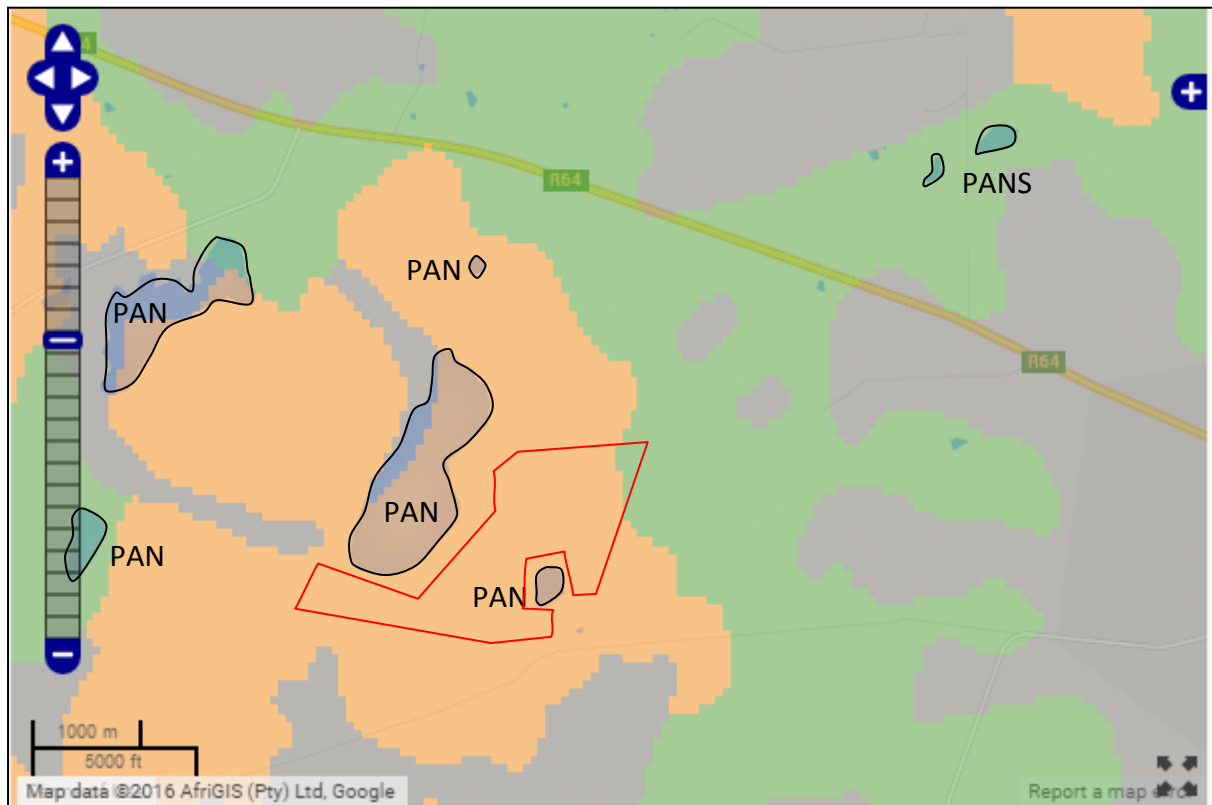 4
R64
PANS
PAN
PAN
R64
PAN
PAN
PAN
1000 m
5000 ft
Map data ©2016 AfriGIS (Pty) Ltd, Google
Report a map error